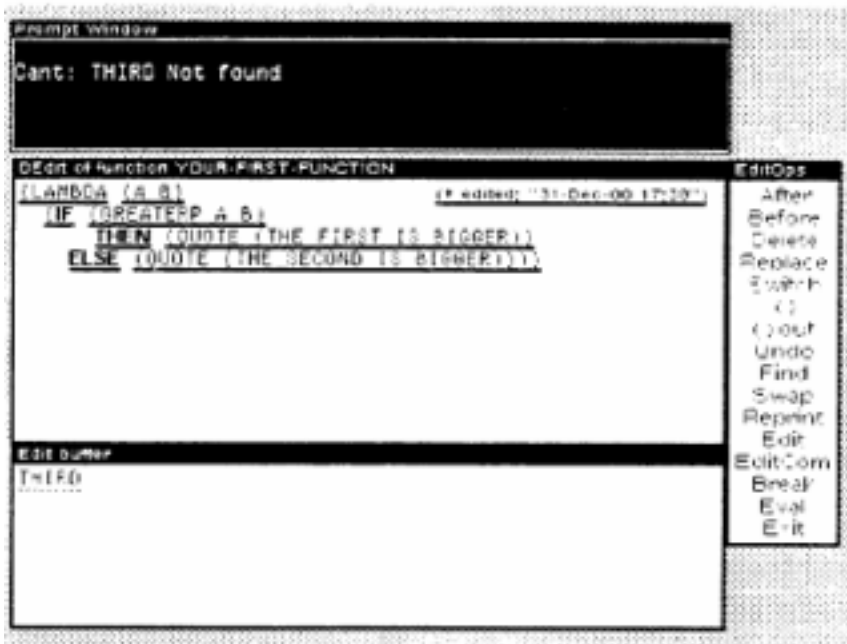 Prompt Window
Cant: THIRD Not found
DEdit of function YOUR-FIRST-FUNCTION
(LAMBDA (A B) (* edited: "31-Dec-00 17:20")
(IF (GREATERP A B)
THEN (QUOTE (THE FIRST IS BIGGER))
ELSE (QUOTE (THE SECOND IS BIGGER)))
Edit buffer
THIRD
EditOps
After
Before
Delete
Replace
Switch
( )
( ) out
Undo
Find
Swap
Reprint
Edit
EditCom
Break
Eval
Exit